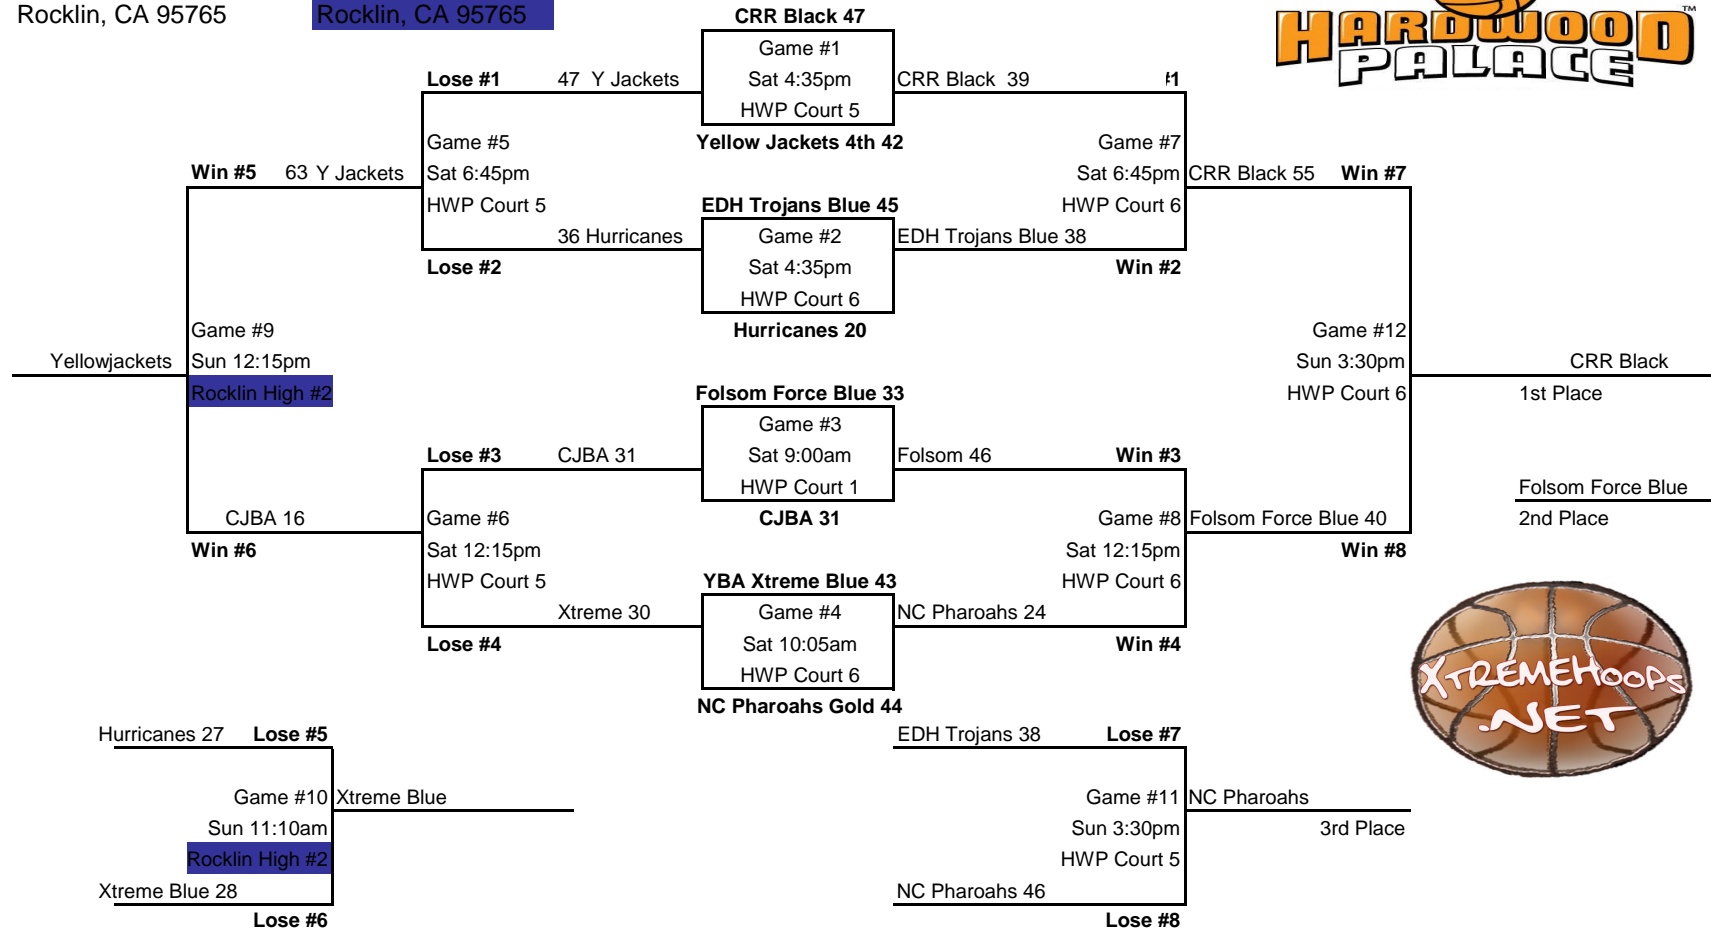 Rocklin, CA 95765 Rocklin, CA 95765
HARDWOOD PALACE ™
CRR Black 47
Game #1
Lose #1 47 Y Jackets Sat 4:35pm CRR Black 39 #1
HWP Court 5
Game #5 Yellow Jackets 4th 42 Game #7
Win #5 63 Y Jackets Sat 6:45pm Sat 6:45pm CRR Black 55 Win #7
HWP Court 5 EDH Trojans Blue 45 HWP Court 6
36 Hurricanes Game #2 EDH Trojans Blue 38
Lose #2 Sat 4:35pm Win #2
HWP Court 6
Game #9 Hurricanes 20 Game #12
Yellowjackets Sun 12:15pm Sun 3:30pm CRR Black
Rocklin High #2 Folsom Force Blue 33 HWP Court 6 1st Place
Game #3
Lose #3 CJBA 31 Sat 9:00am Folsom 46 Win #3
HWP Court 1 Folsom Force Blue
CJBA 16 Game #6 CJBA 31 Game #8 Folsom Force Blue 40 2nd Place
Win #6 Sat 12:15pm Sat 12:15pm Win #8
HWP Court 5 YBA Xtreme Blue 43 HWP Court 6
Xtreme 30 Game #4 NC Pharoahs 24
Lose #4 Sat 10:05am Win #4
HWP Court 6
XTREMEHOOPS
.NET
NC Pharoahs Gold 44
Hurricanes 27 Lose #5 EDH Trojans 38 Lose #7
Game #10 Xtreme Blue Game #11 NC Pharoahs
Sun 11:10am Sun 3:30pm 3rd Place
Rocklin High #2 HWP Court 5
Xtreme Blue 28 NC Pharoahs 46
Lose #6 Lose #8